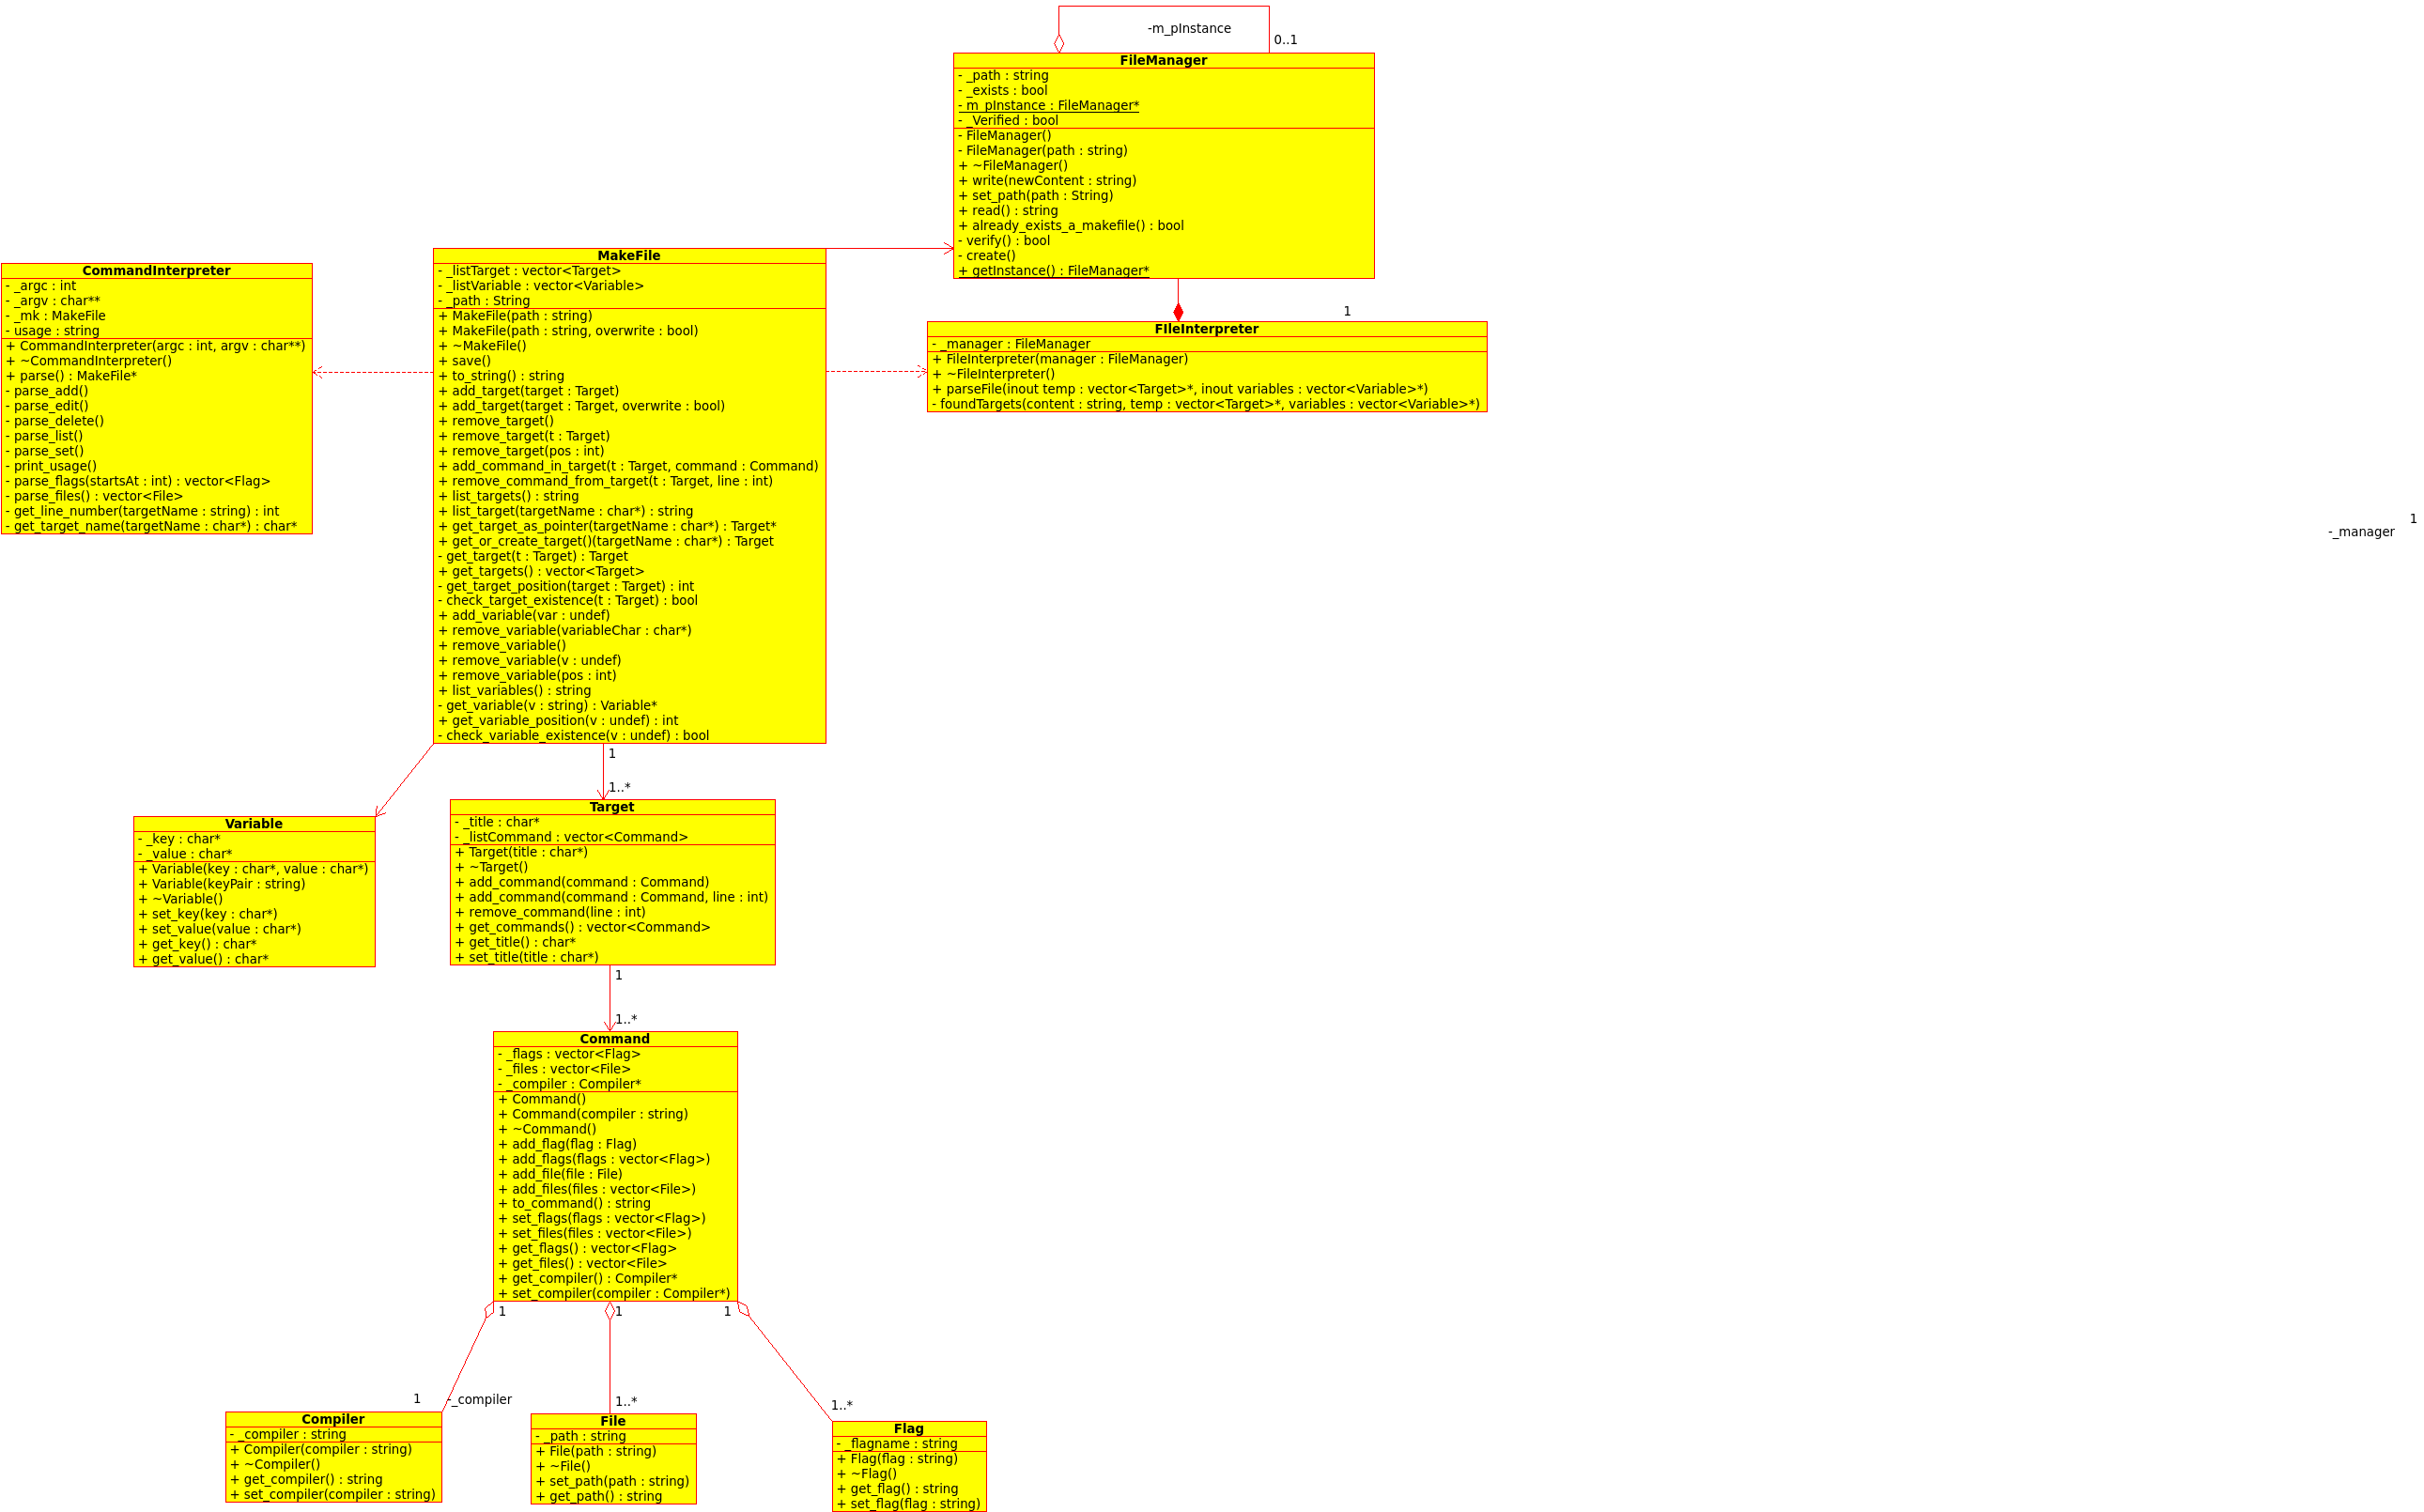 -m_pInstance
0..1
FileManager
- _path : string
- _exists : bool
- m_pInstance : FileManager*
- _Verified : bool
- FileManager()
- FileManager(path : string)
+ ~FileManager()
+ write(newContent : string)
+ set_path(path : String)
+ read() : string
+ already_exists_a_makefile() : bool
- verify() : bool
- create()
+ getInstance() : FileManager*
1
FIleInterpreter
- _manager : FileManager
+ FileInterpreter(manager : FileManager)
+ ~FileInterpreter()
+ parseFile(inout temp : vector<Target>*, inout variables : vector<Variable>*)
- foundTargets(content : string, temp : vector<Target>*, variables : vector<Variable>*)
1
-_manager
CommandInterpreter
- _argc : int
- _argv : char**
- _mk : MakeFile
- usage : string
+ CommandInterpreter(argc : int, argv : char**)
+ ~CommandInterpreter()
+ parse() : MakeFile*
- parse_add()
- parse_edit()
- parse_delete()
- parse_list()
- parse_set()
- print_usage()
- parse_flags(startsAt : int) : vector<Flag>
- parse_files() : vector<File>
- get_line_number(targetName : string) : int
- get_target_name(targetName : char*) : char*
MakeFile
- _listTarget : vector<Target>
- _listVariable : vector<Variable>
- _path : String
+ MakeFile(path : string)
+ MakeFile(path : string, overwrite : bool)
+ ~MakeFile()
+ save()
+ to_string() : string
+ add_target(target : Target)
+ add_target(target : Target, overwrite : bool)
+ remove_target()
+ remove_target(t : Target)
+ remove_target(pos : int)
+ add_command_in_target(t : Target, command : Command)
+ remove_command_from_target(t : Target, line : int)
+ list_targets() : string
+ list_target(targetName : char*) : string
+ get_target_as_pointer(targetName : char*) : Target*
+ get_or_create_target()(targetName : char*) : Target
- get_target(t : Target) : Target
+ get_targets() : vector<Target>
- get_target_position(target : Target) : int
- check_target_existence(t : Target) : bool
+ add_variable(var : undef)
+ remove_variable(variableChar : char*)
+ remove_variable()
+ remove_variable(v : undef)
+ remove_variable(pos : int)
+ list_variables() : string
- get_variable(v : string) : Variable*
+ get_variable_position(v : undef) : int
- check_variable_existence(v : undef) : bool
1
1..*
Variable
- _key : char*
- _value : char*
+ Variable(key : char*, value : char*)
+ Variable(keyPair : string)
+ ~Variable()
+ set_key(key : char*)
+ set_value(value : char*)
+ get_key() : char*
+ get_value() : char*
Target
- _title : char*
- _listCommand : vector<Command>
+ Target(title : char*)
+ ~Target()
+ add_command(command : Command)
+ add_command(command : Command, line : int)
+ remove_command(line : int)
+ get_commands() : vector<Command>
+ get_title() : char*
+ set_title(title : char*)
1
1..*
Command
- _flags : vector<Flag>
- _files : vector<File>
- _compiler : Compiler*
+ Command()
+ Command(compiler : string)
+ ~Command()
+ add_flag(flag : Flag)
+ add_flags(flags : vector<Flag>)
+ add_file(file : File)
+ add_files(files : vector<File>)
+ to_command() : string
+ set_flags(flags : vector<Flag>)
+ set_files(files : vector<File>)
+ get_flags() : vector<Flag>
+ get_files() : vector<File>
+ get_compiler() : Compiler*
+ set_compiler(compiler : Compiler*)
1
1
1
1
-_compiler
1..*
1..*
Compiler
- _compiler : string
+ Compiler(compiler : string)
+ ~Compiler()
+ get_compiler() : string
+ set_compiler(compiler : string)
File
- _path : string
+ File(path : string)
+ ~File()
+ set_path(path : string)
+ get_path() : string
Flag
- _flagname : string
+ Flag(flag : string)
+ ~Flag()
+ get_flag() : string
+ set_flag(flag : string)